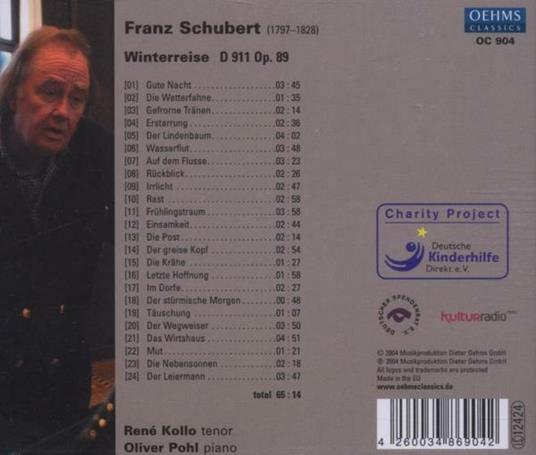 Franz Schubert (1797–1828)
OEHMS
CLASSICS
OC 904
Winterreise D 911 Op. 89
[01] Gute Nacht 03 : 45
[02] Die Wetterfahne 01 : 35
[03] Gefrorne Tränen 02 : 14
[04] Erstarrung 02 : 36
[05] Der Lindenbaum 04 : 02
[06] Wasserflut 03 : 48
[07] Auf dem Flusse 03 : 23
[08] Rückblick 02 : 26
[09] Irrlicht 02 : 47
[10] Rast 02 : 58
[11] Frühlingstraum 03 : 58
[12] Einsamkeit 02 : 44
[13] Die Post 02 : 14
[14] Der greise Kopf 02 : 54
[15] Die Krähe 01 : 27
[16] Letzte Hoffnung 01 : 58
[17] Im Dorfe 02 : 27
[18] Der stürmische Morgen 00 : 48
[19] Täuschung 01 : 07
[20] Der Wegweiser 03 : 50
[21] Das Wirtshaus 04 : 51
[22] Mut 01 : 21
[23] Die Nebensonnen 02 : 18
[24] Der Leiermann 03 : 47
total 65 : 14
René Kollo tenor
Oliver Pohl piano
Charity Project
Deutsche
Kinderhilfe
Direkt e.V.
DEUTSCHER SPENDENRAT E.V.
kulturradio
© 2004 Musikproduktion Dieter Oehms GmbH
℗ 2004 Musikproduktion Dieter Oehms GmbH
All logos and texts are protected
Made in the EU
www.oehmsclassics.de
4 260034 869042
LC 12424